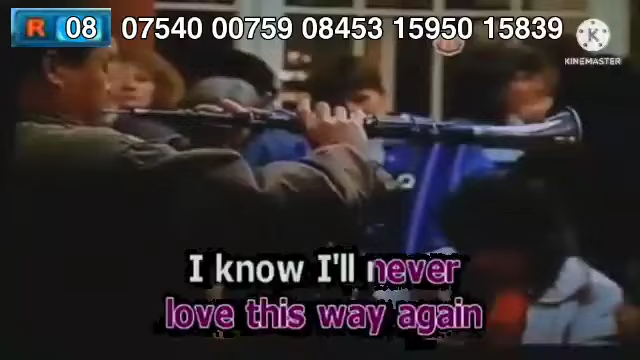 R 08 07540 00759 08453 15950 15839
K
KINEMASTER
I know I'll never
love this way again